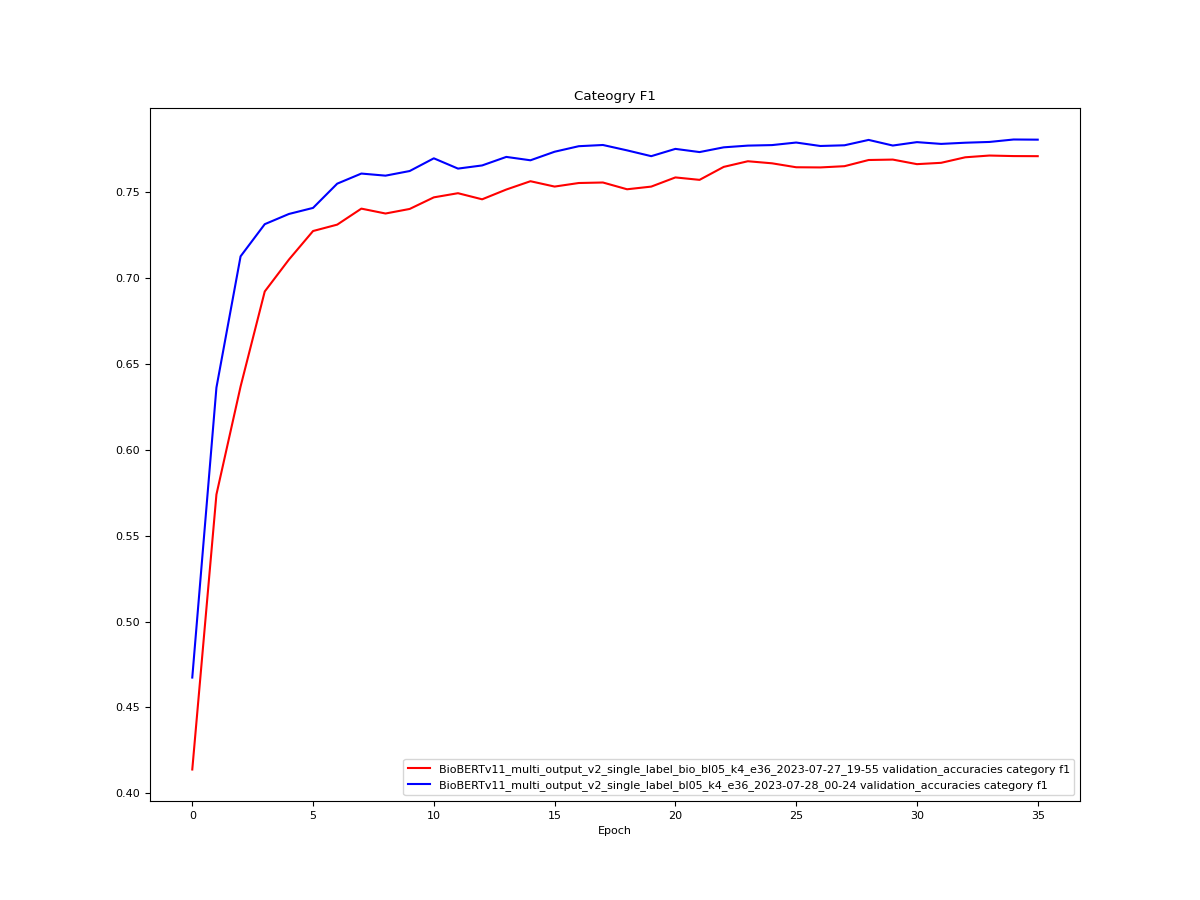 Cateogry F1
0.75
0.70
0.65
0.60
0.55
0.50
0.45
0.40
BioBERTv11_multi_output_v2_single_label_bio_bl05_k4_e36_2023-07-27_19-55 validation_accuracies category f1
BioBERTv11_multi_output_v2_single_label_bl05_k4_e36_2023-07-28_00-24 validation_accuracies category f1
0 5 10 15 20 25 30 35
Epoch